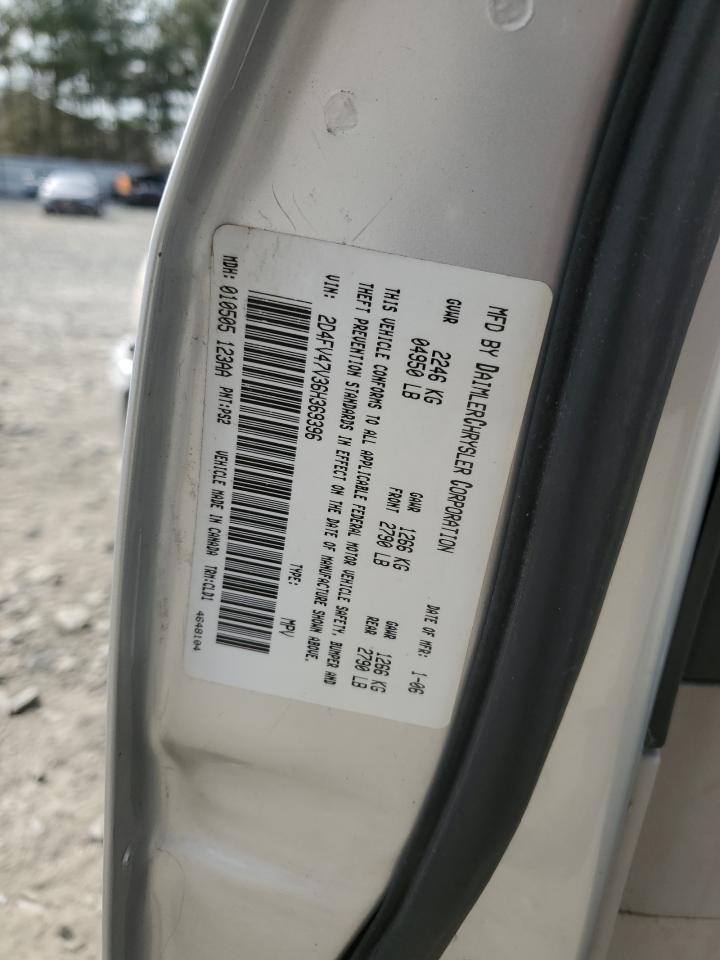 MFD BY DAIMLERCHRYSLER CORPORATION DATE OF MFR: 1-06
GVWR 2246 KG GAWR 1266 KG GAWR 1266 KG
04950 LB FRONT 2790 LB REAR 2790 LB
THIS VEHICLE CONFORMS TO ALL APPLICABLE FEDERAL MOTOR VEHICLE SAFETY, BUMPER AND
THEFT PREVENTION STANDARDS IN EFFECT ON THE DATE OF MANUFACTURE SHOWN ABOVE.
VIN: 2D4FV47V36H369396 TYPE: MPV
MDH: 010505 123AA PNT:PS2 VEHICLE MADE IN CANADA TRM:CLD1 4648104